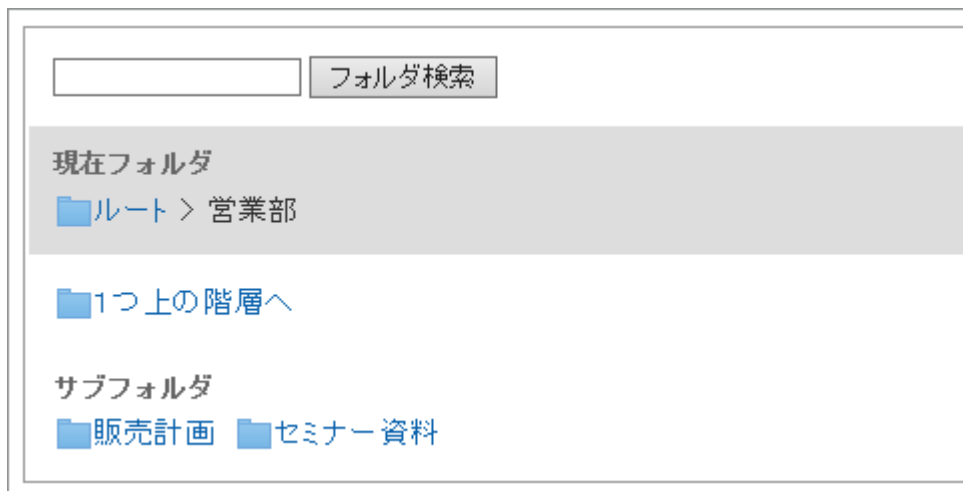 フォルダ検索
現在フォルダ
ルート > 営業部
1つ上の階層へ
サブフォルダ
販売計画 セミナー資料